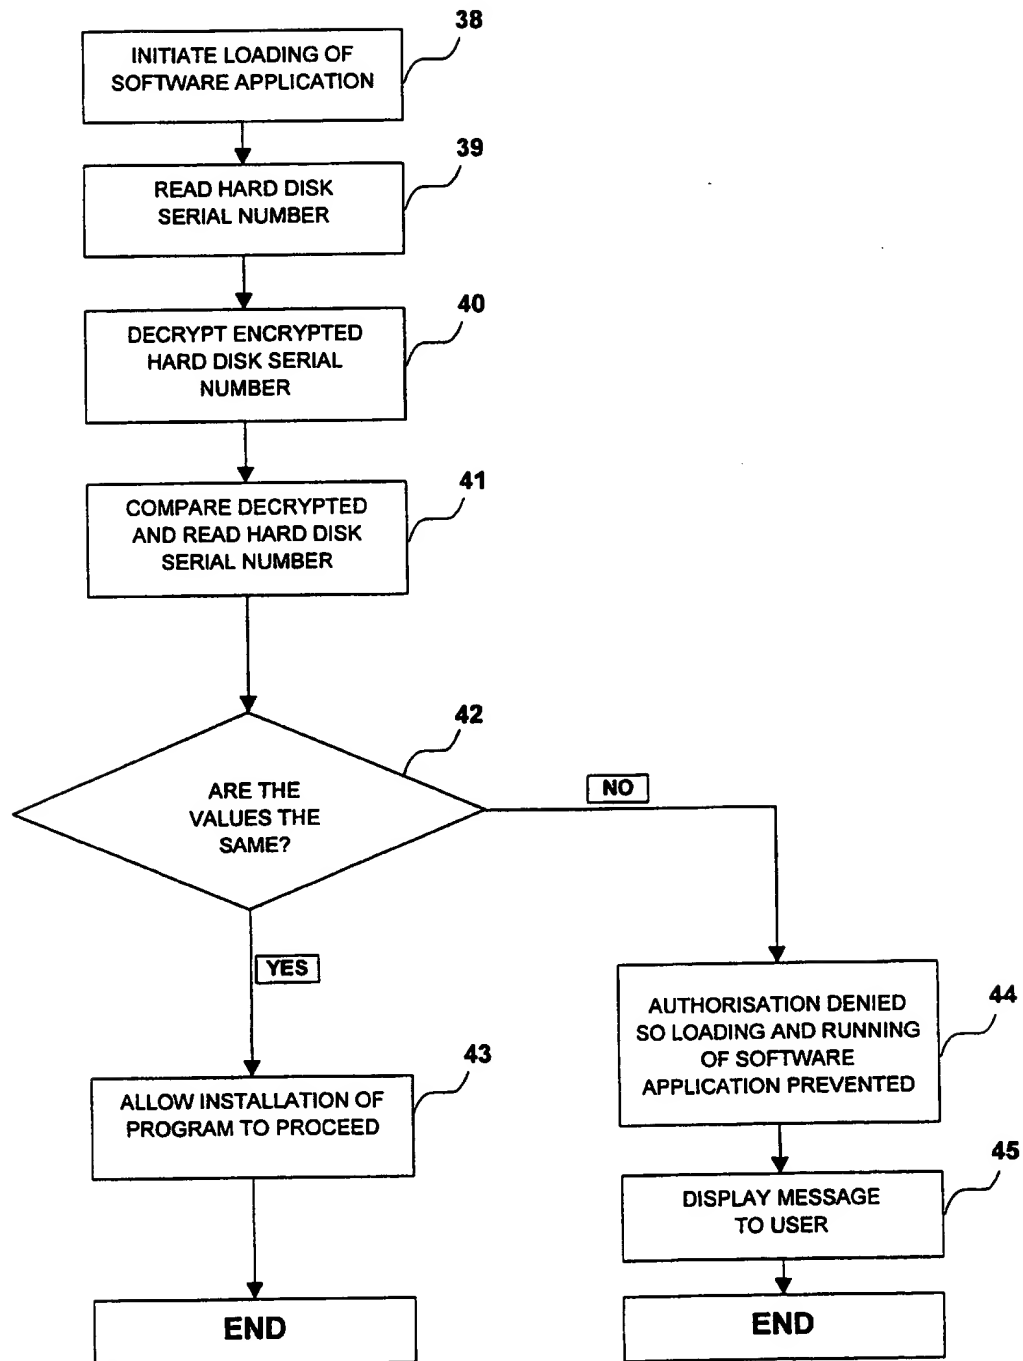 38
INITIATE LOADING OF
SOFTWARE APPLICATION
39
READ HARD DISK
SERIAL NUMBER
40
DECRYPT ENCRYPTED
HARD DISK SERIAL
NUMBER
41
COMPARE DECRYPTED
AND READ HARD DISK
SERIAL NUMBER
42
ARE THE
VALUES THE
SAME?
NO
YES
43
ALLOW INSTALLATION OF
PROGRAM TO PROCEED
END
44
AUTHORISATION DENIED
SO LOADING AND RUNNING
OF SOFTWARE
APPLICATION PREVENTED
45
DISPLAY MESSAGE
TO USER
END